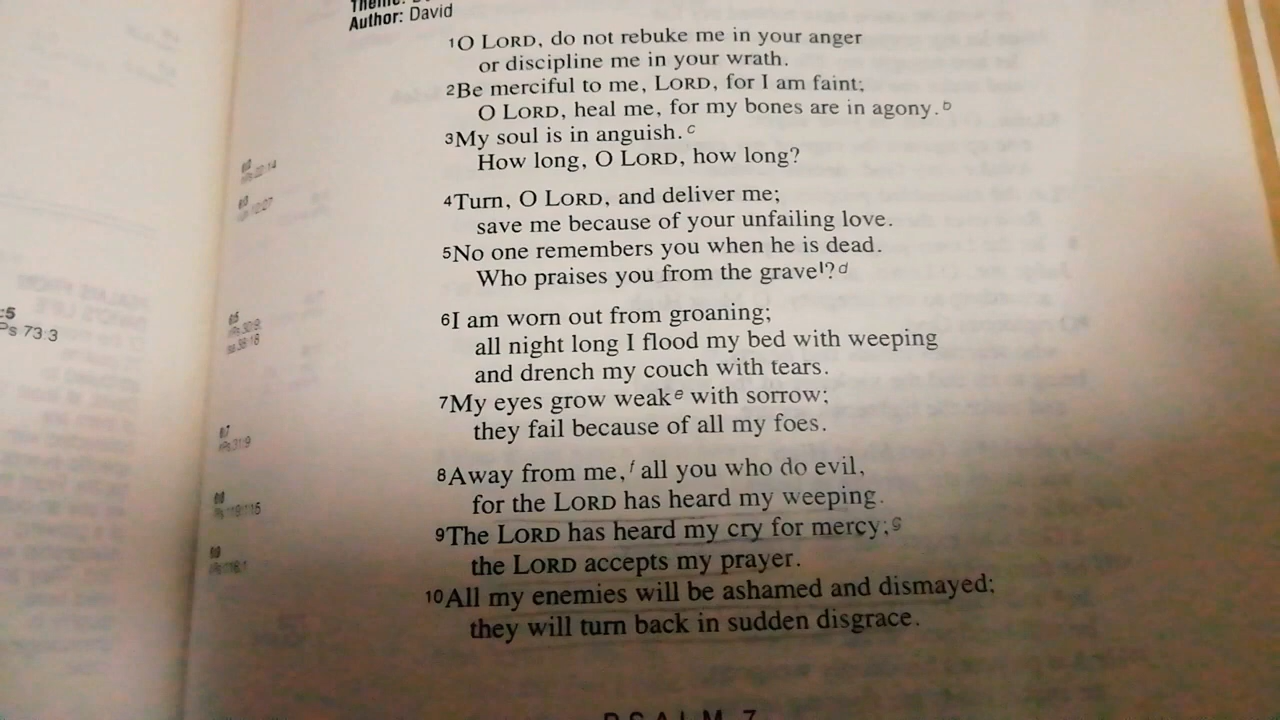 Theme:
Author: David
1O LORD, do not rebuke me in your anger
or discipline me in your wrath.
2Be merciful to me, LORD, for I am faint;
O LORD, heal me, for my bones are in agony. b
3My soul is in anguish. c
How long, O LORD, how long?
4Turn, O LORD, and deliver me;
save me because of your unfailing love.
5No one remembers you when he is dead.
Who praises you from the grave!? d
6I am worn out from groaning;
all night long I flood my bed with weeping
and drench my couch with tears.
7My eyes grow weak e with sorrow;
they fail because of all my foes.
8Away from me, f all you who do evil,
for the LORD has heard my weeping.
9The LORD has heard my cry for mercy; g
the LORD accepts my prayer.
10All my enemies will be ashamed and dismayed;
they will turn back in sudden disgrace.
PSALM 7
:5
Ps 73:3